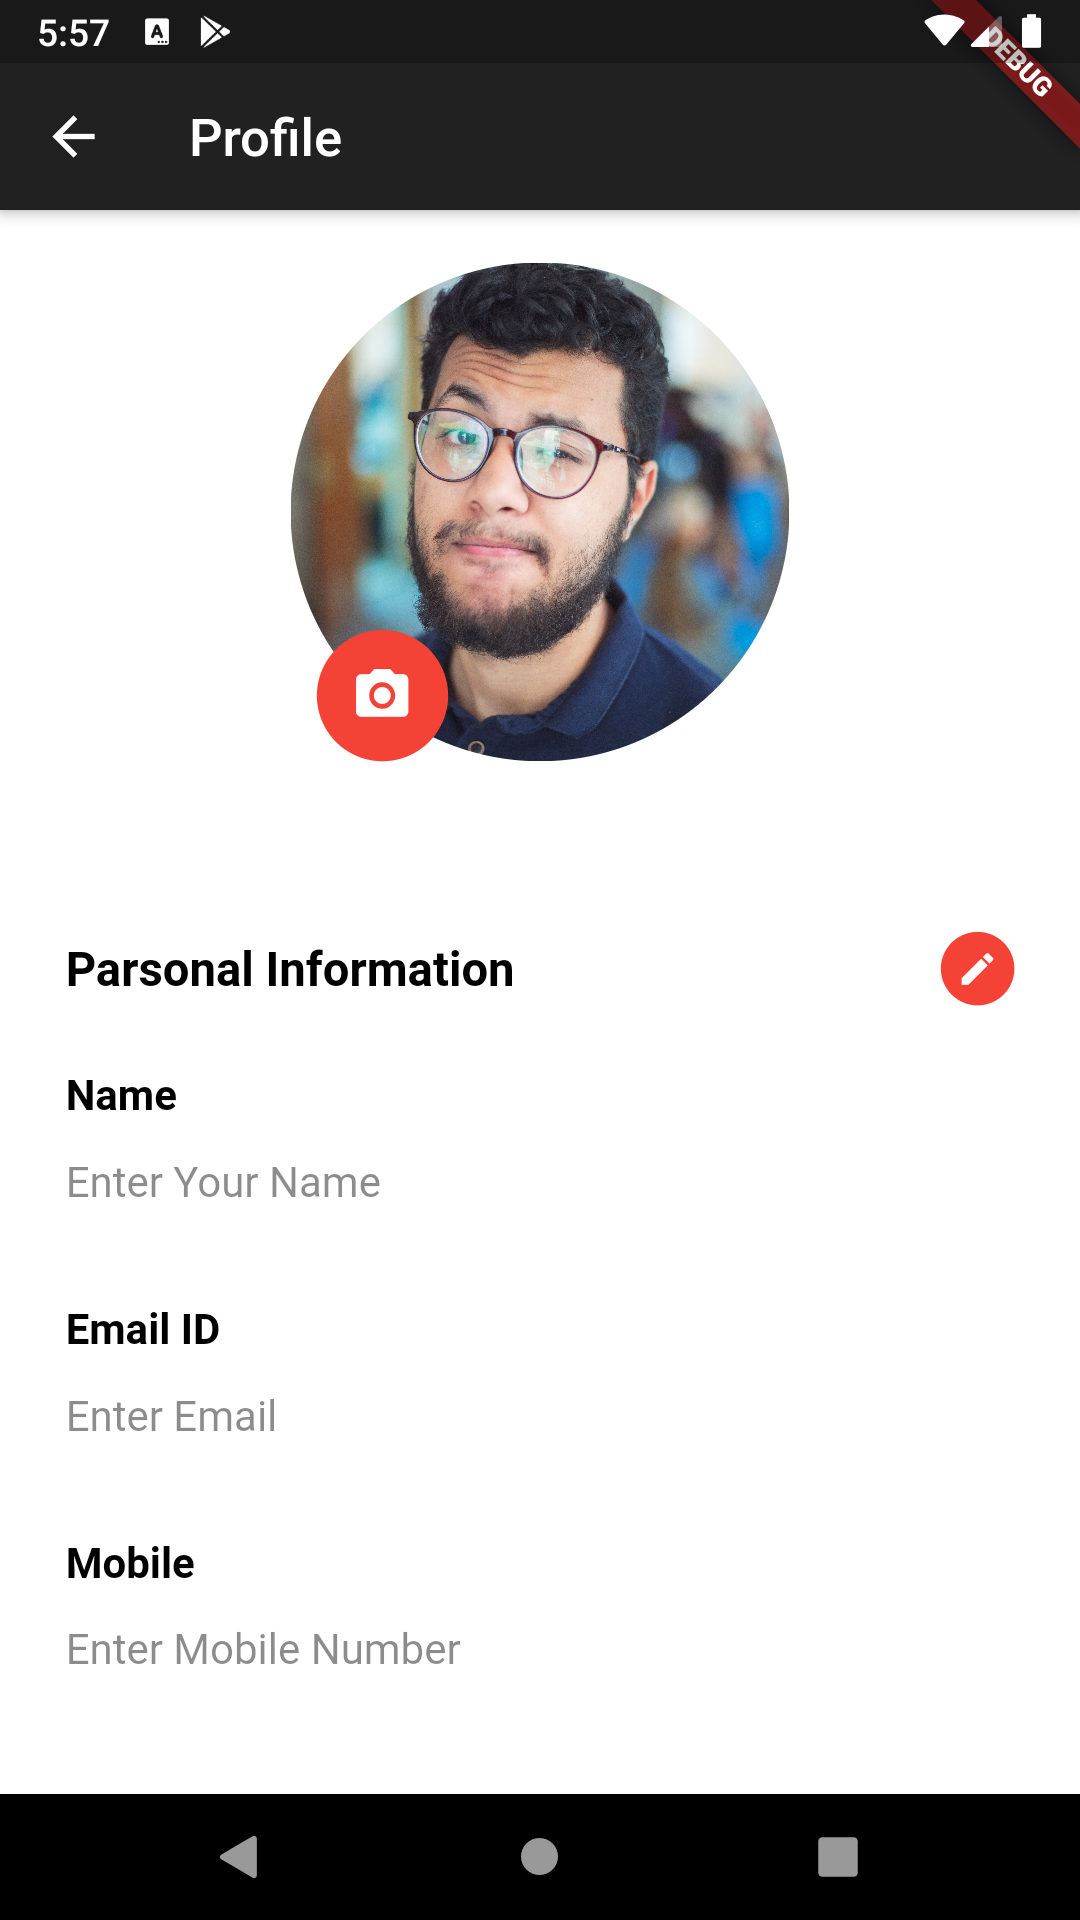 5:57
DEBUG
Profile
Parsonal Information
Name
Enter Your Name
Email ID
Enter Email
Mobile
Enter Mobile Number